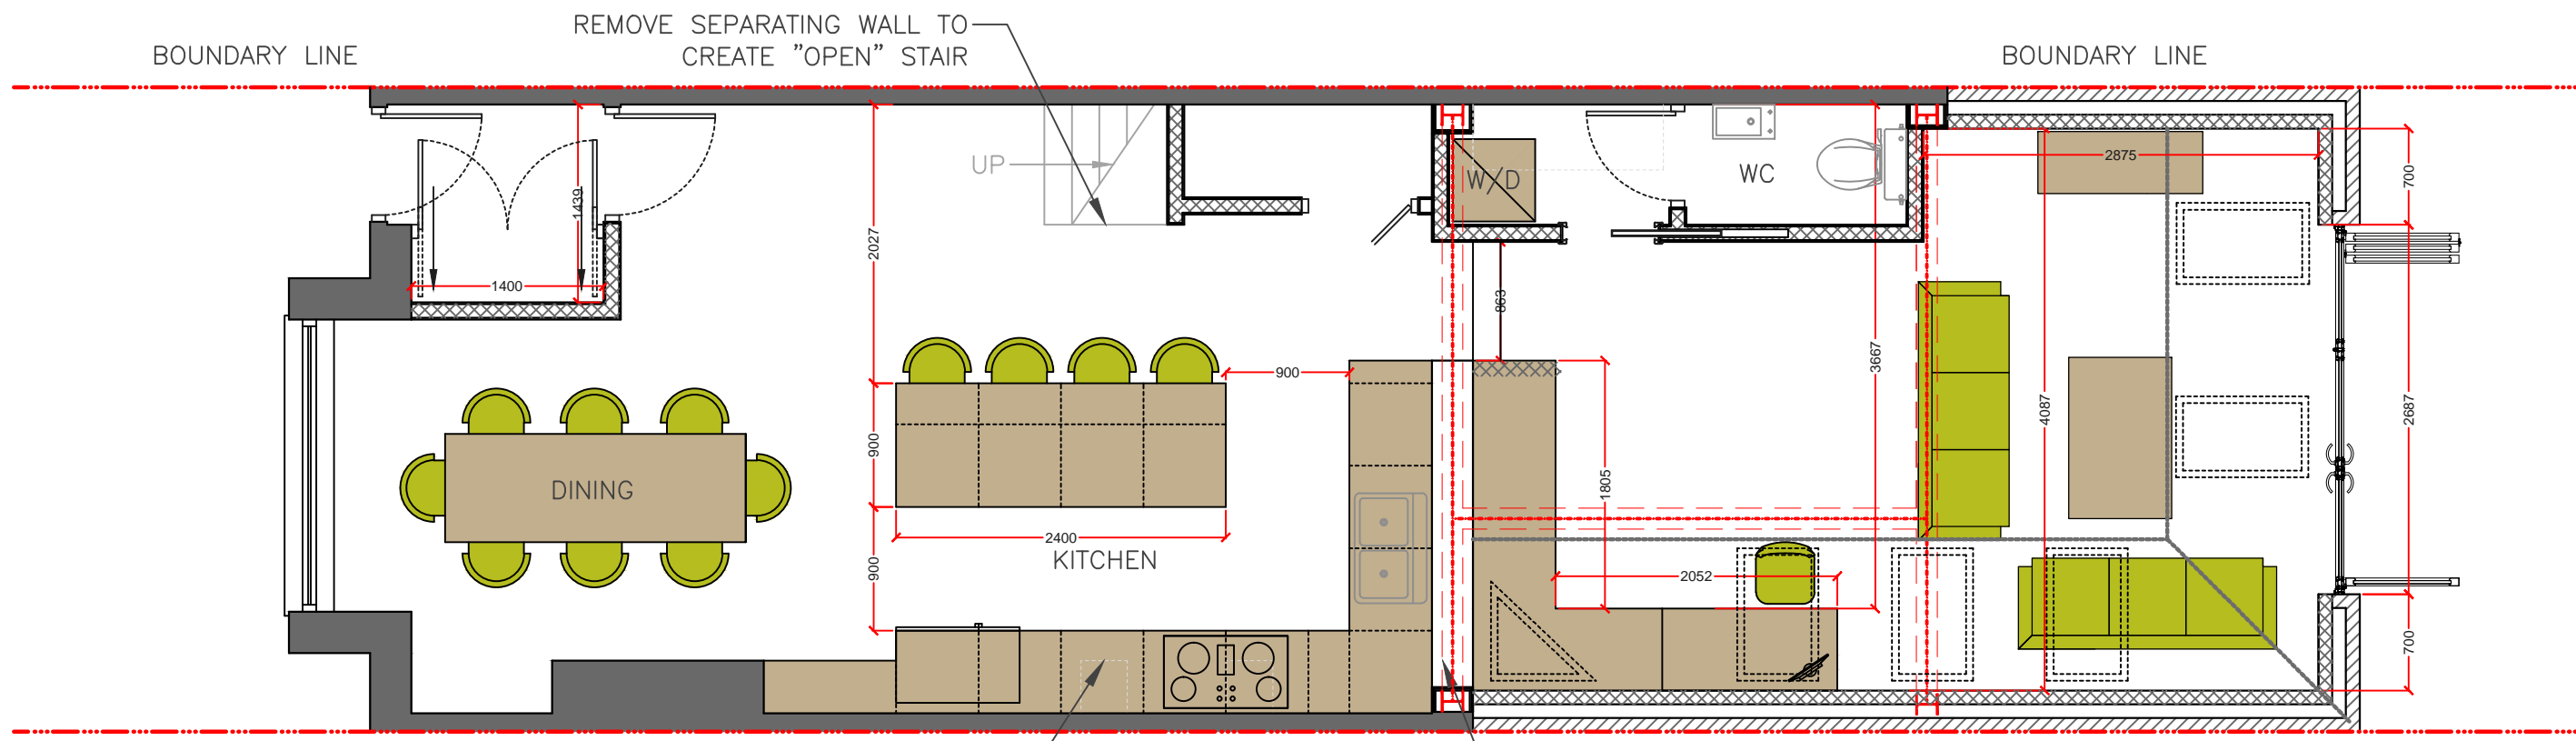 REMOVE SEPARATING WALL TO
CREATE ”OPEN” STAIR
BOUNDARY LINE
BOUNDARY LINE
UP
W/D
WC
2875
700
1439
2027
1400
863
3667
900
4087
2687
900
1805
DINING
2400
KITCHEN
900
2052
700